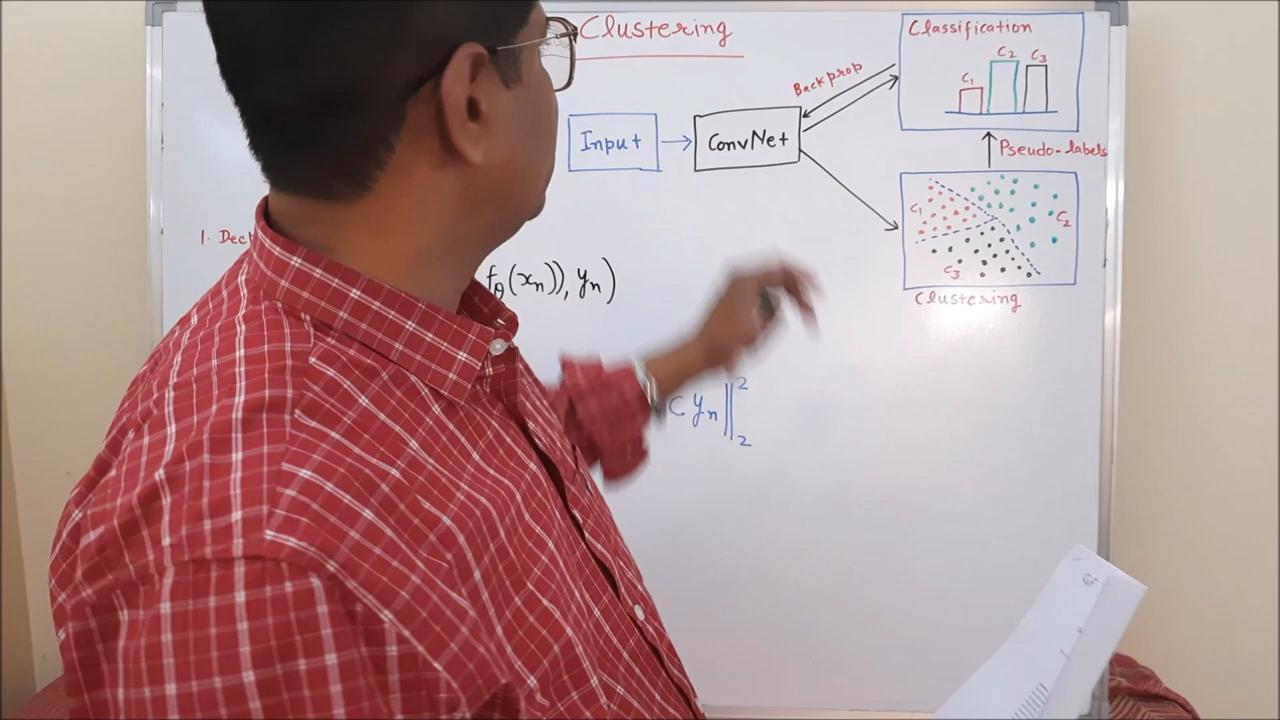 Clustering
Classification
C1
C2
C3
Backprop
Input
ConvNet
Pseudo-labels
C1
C2
C3
Clustering
1. Dec
fθ(xn)), yn)
C yn‖²₂